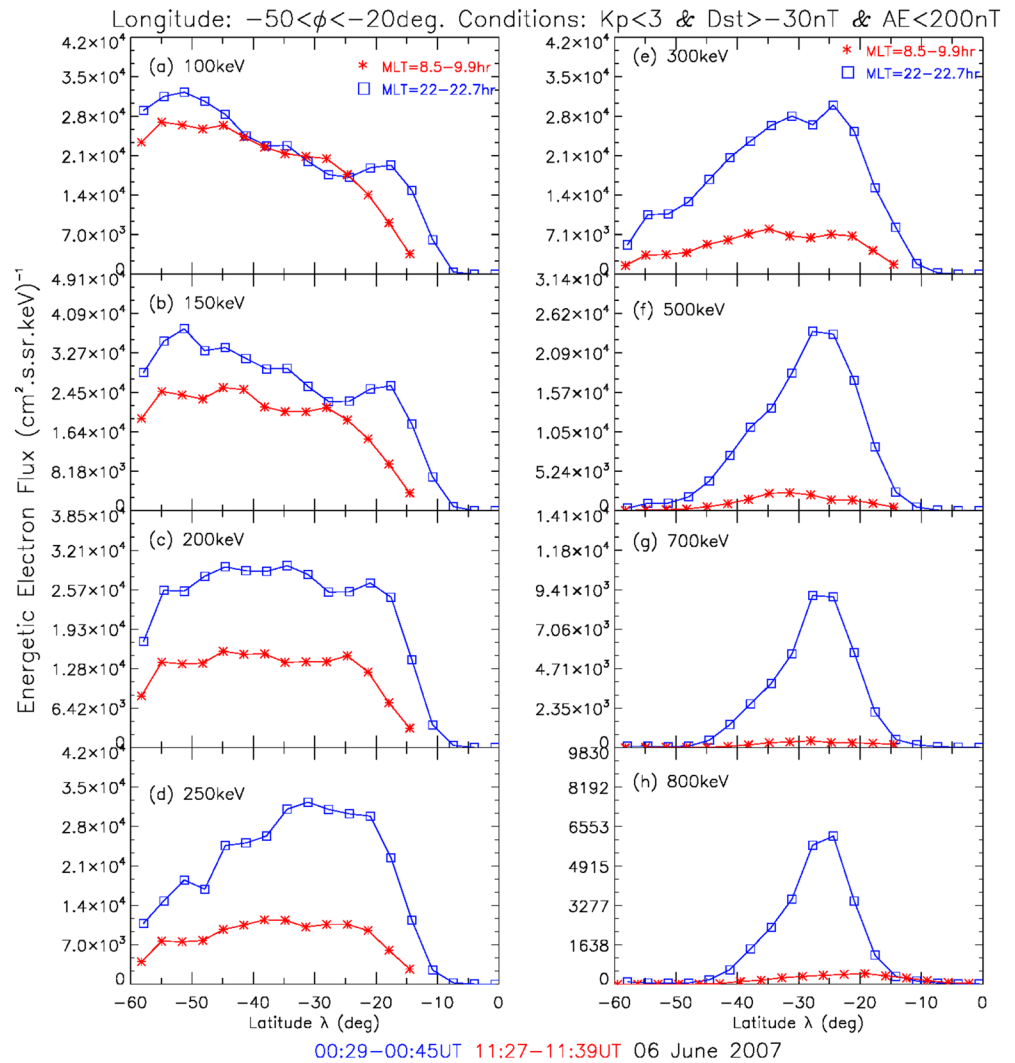 Longitude: −50<ϕ<−20deg. Conditions: Kp<3 & Dst>−30nT & AE<200nT
Energetic Electron Flux (cm².s.sr.keV)⁻¹
(a) 100keV
MLT=8.5−9.9hr
MLT=22−22.7hr
4.2×10⁴
3.5×10⁴
2.8×10⁴
2.1×10⁴
1.4×10⁴
7.0×10³
0
(b) 150keV
4.91×10⁴
4.09×10⁴
3.27×10⁴
2.45×10⁴
1.64×10⁴
8.18×10³
0
(c) 200keV
3.85×10⁴
3.21×10⁴
2.57×10⁴
1.93×10⁴
1.28×10⁴
6.42×10³
0
(d) 250keV
4.2×10⁴
3.5×10⁴
2.8×10⁴
2.1×10⁴
1.4×10⁴
7.0×10³
0
−60 −50 −40 −30 −20 −10 0
Latitude λ (deg)
(e) 300keV
MLT=8.5−9.9hr
MLT=22−22.7hr
4.2×10⁴
3.5×10⁴
2.8×10⁴
2.1×10⁴
1.4×10⁴
7.0×10³
0
(f) 500keV
3.14×10⁴
2.62×10⁴
2.09×10⁴
1.57×10⁴
1.05×10⁴
5.24×10³
0
(g) 700keV
1.41×10⁴
1.18×10⁴
9.41×10³
7.06×10³
4.71×10³
2.35×10³
0
(h) 800keV
9830
8192
6553
4915
3277
1638
0
−60 −50 −40 −30 −20 −10 0
Latitude λ (deg)
00:29−00:45UT 11:27−11:39UT 06 June 2007